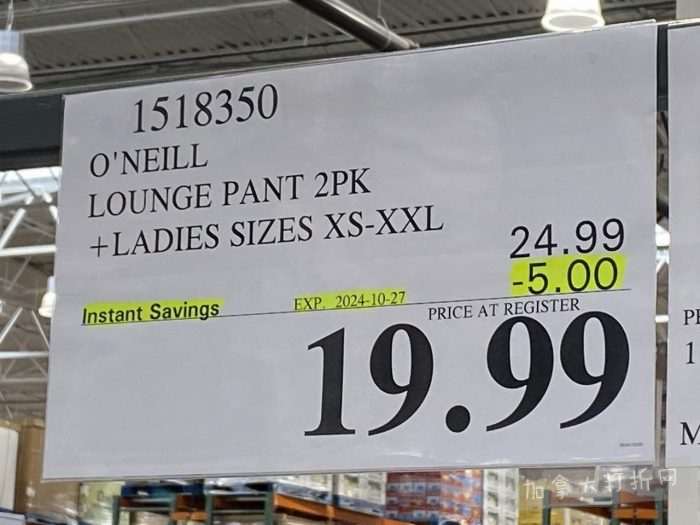 1518350
O'NEILL
LOUNGE PANT 2PK
+LADIES SIZES XS-XXL
24.99
-5.00
Instant Savings EXP. 2024-10-27
PRICE AT REGISTER
19.99
P
1
M
加拿大打折网